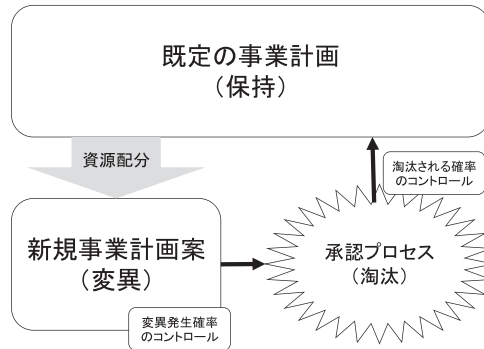 既定の事業計画
(保持)
資源配分
淘汰される確率
のコントロール
新規事業計画案
(変異)
承認プロセス
(淘汰)
変異発生確率
のコントロール